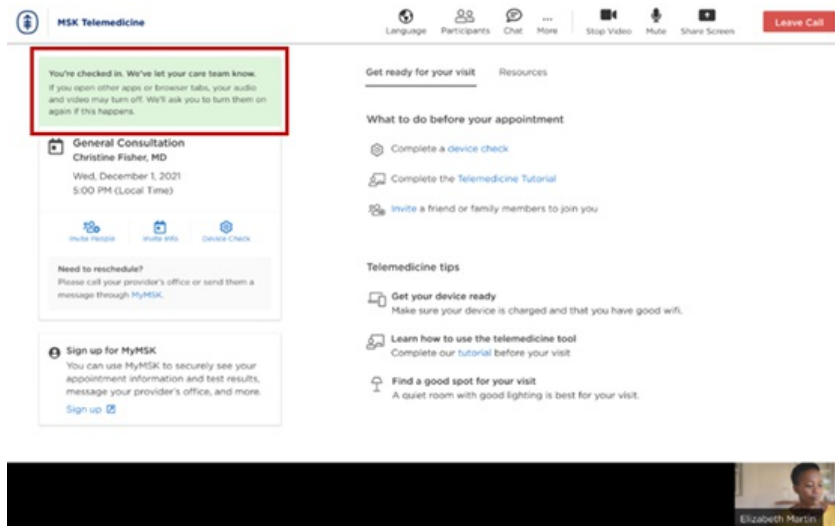 MSK Telemedicine
Language
Participants
Chat
More
Stop Video
Mute
Share Screen
Leave Call
You're checked in. We've let your care team know.
If you open other apps or browser tabs, your audio
and video may turn off. We'll ask you to turn them on
again if this happens.
General Consultation
Christine Fisher, MD
Wed, December 1, 2021
5:00 PM (Local Time)
Invite People
Invite Info
Device Check
Need to reschedule?
Please call your provider's office or send them a
message through MyMSK.
Sign up for MyMSK
You can use MyMSK to securely see your
appointment information and test results,
message your provider's office, and more.
Sign up
Get ready for your visit
Resources
What to do before your appointment
Complete a device check
Complete the Telemedicine Tutorial
Invite a friend or family members to join you
Telemedicine tips
Get your device ready
Make sure your device is charged and that you have good wifi.
Learn how to use the telemedicine tool
Complete our tutorial before your visit
Find a good spot for your visit
A quiet room with good lighting is best for your visit.
Elizabeth Martin